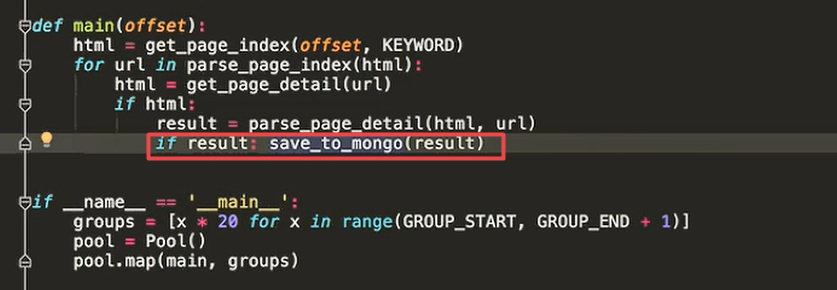 def main(offset):
    html = get_page_index(offset, KEYWORD)
    for url in parse_page_index(html):
        html = get_page_detail(url)
        if html:
            result = parse_page_detail(html, url)
            if result: save_to_mongo(result)
if __name__ == '__main__':
    groups = [x * 20 for x in range(GROUP_START, GROUP_END + 1)]
    pool = Pool()
    pool.map(main, groups)